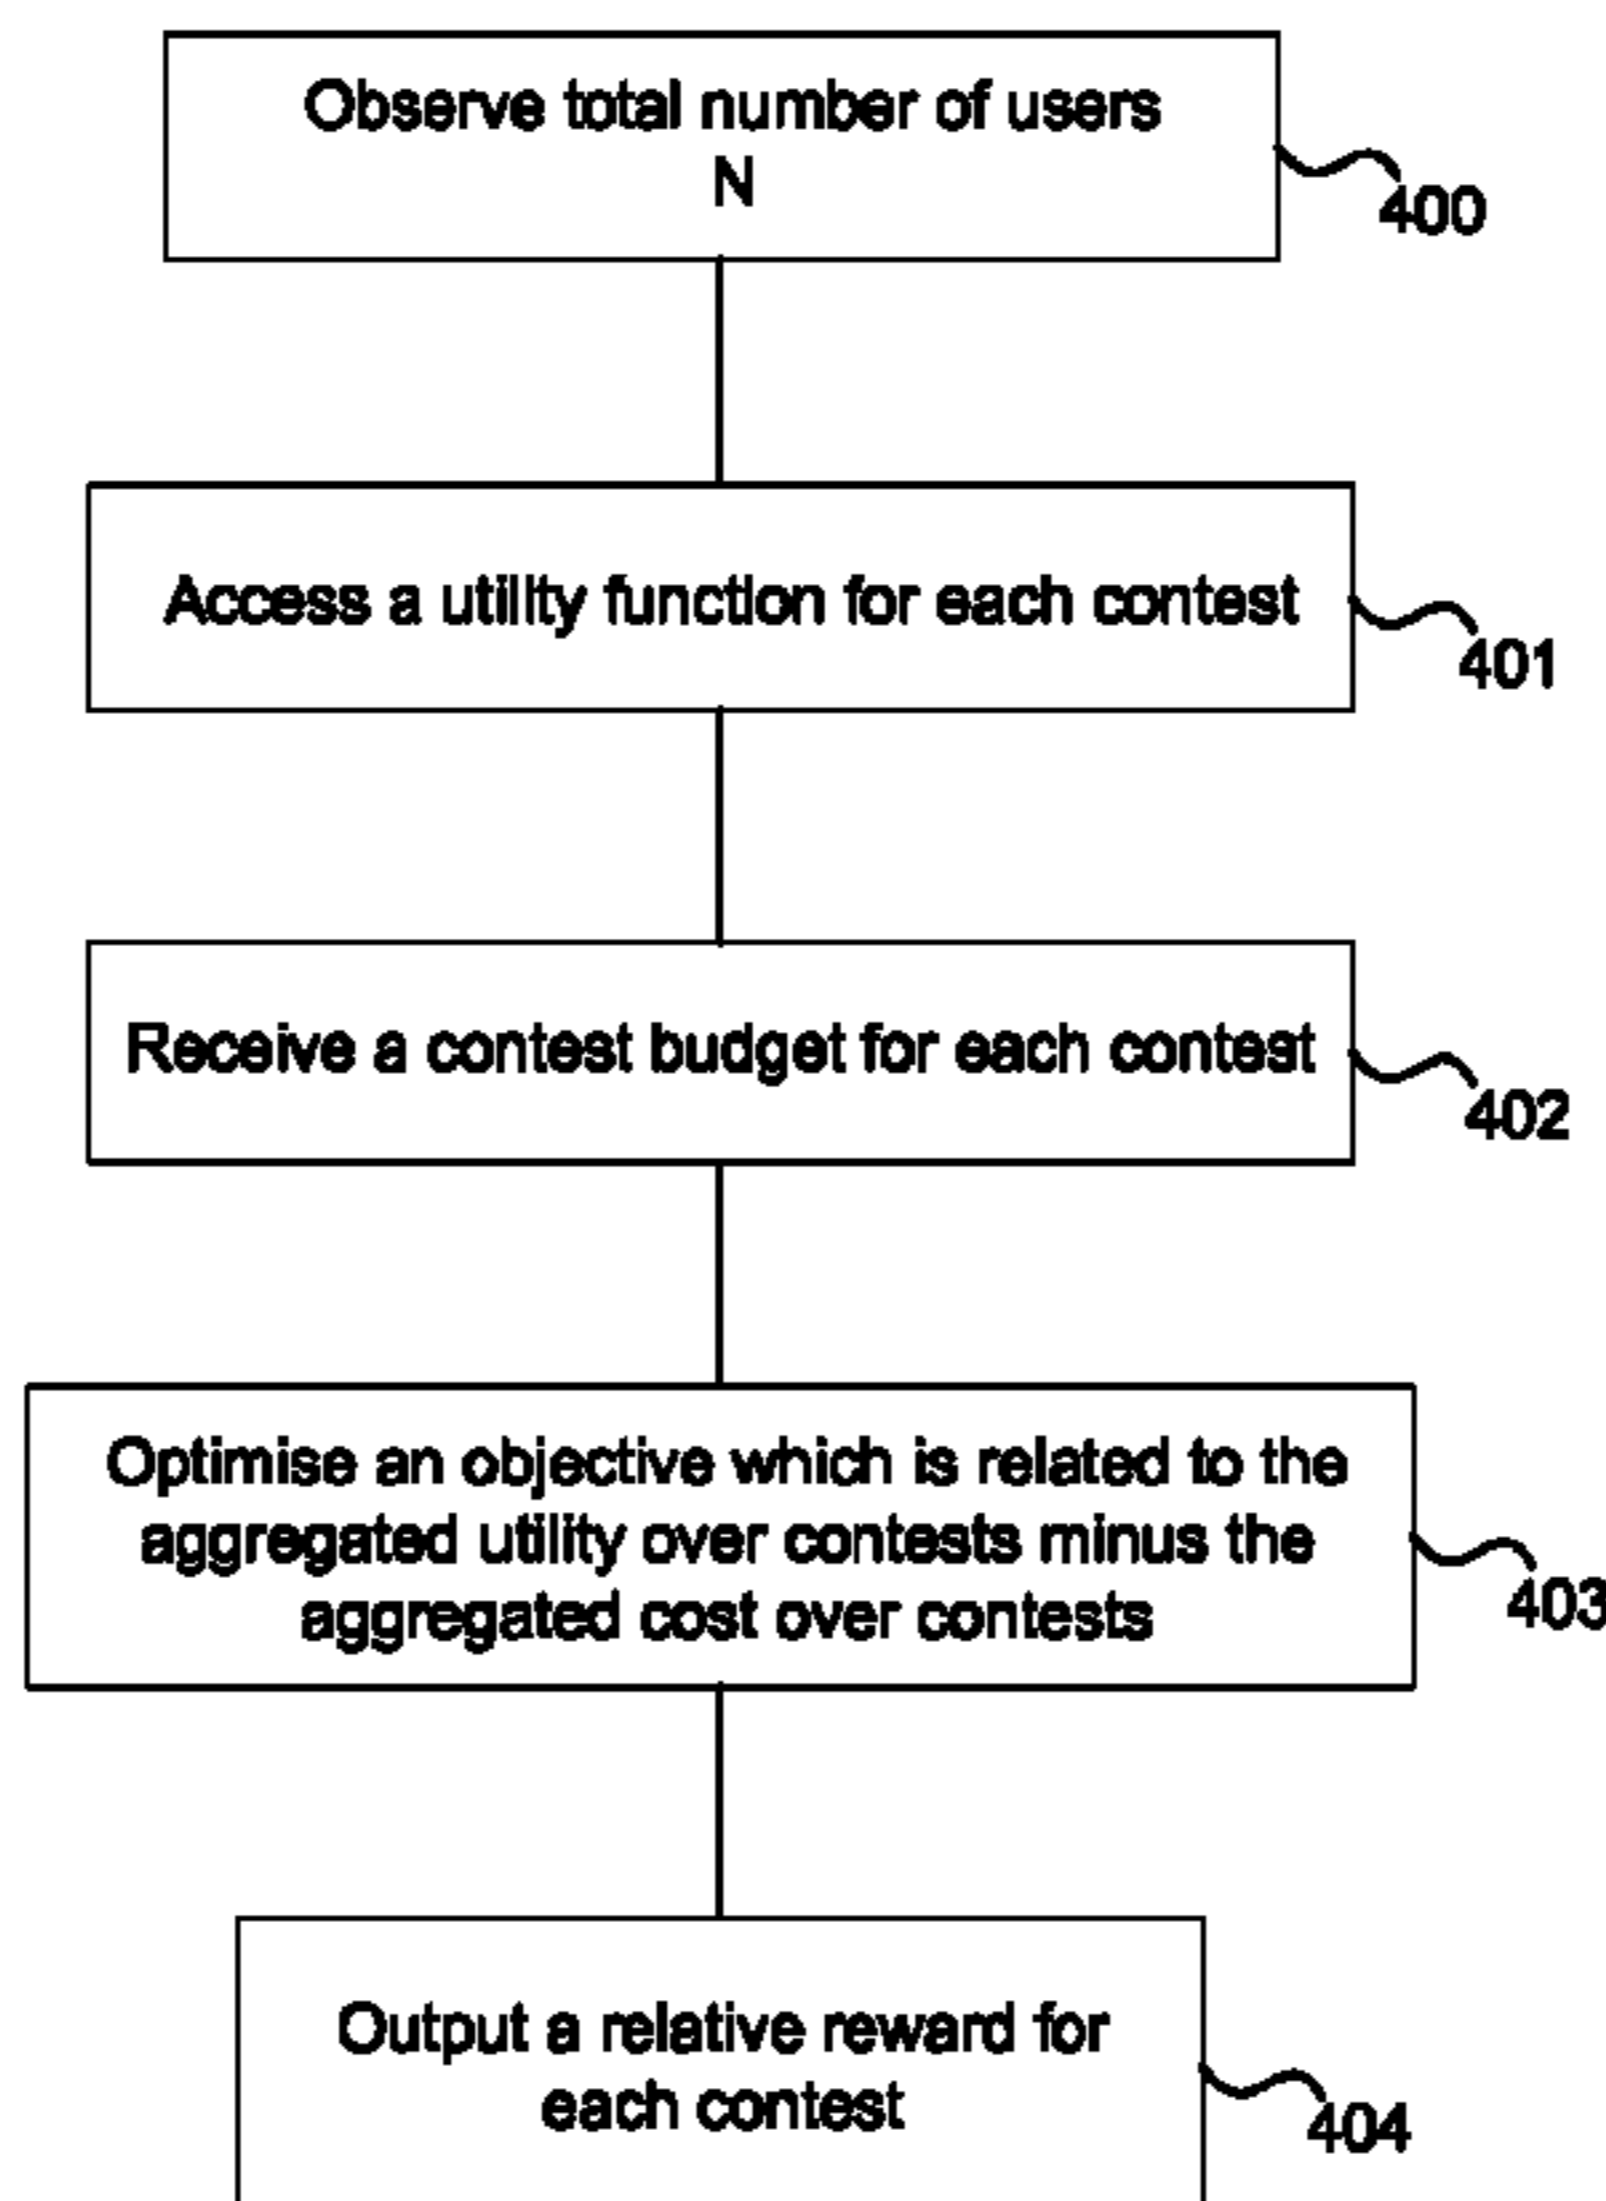 Observe total number of users
N
400
Access a utility function for each contest
401
Receive a contest budget for each contest
402
Optimise an objective which is related to the
aggregated utility over contests minus the
aggregated cost over contests
403
Output a relative reward for
each contest
404